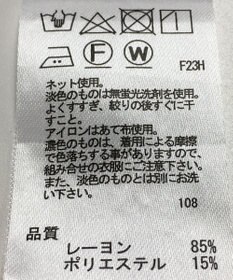 F W F23H
ネット使用。
淡色のものは無蛍光洗剤を使用。
よくすすぎ、絞りの後すぐに干
すこと。
アイロンはあて布使用。
濃色のものは、着用による摩擦
で色落ちする事がありますので、
組み合せの衣服にご注意下さい。
また、淡色のものとは別にお洗
い下さい。
108
品質
レーヨン 85%
ポリエステル 15%